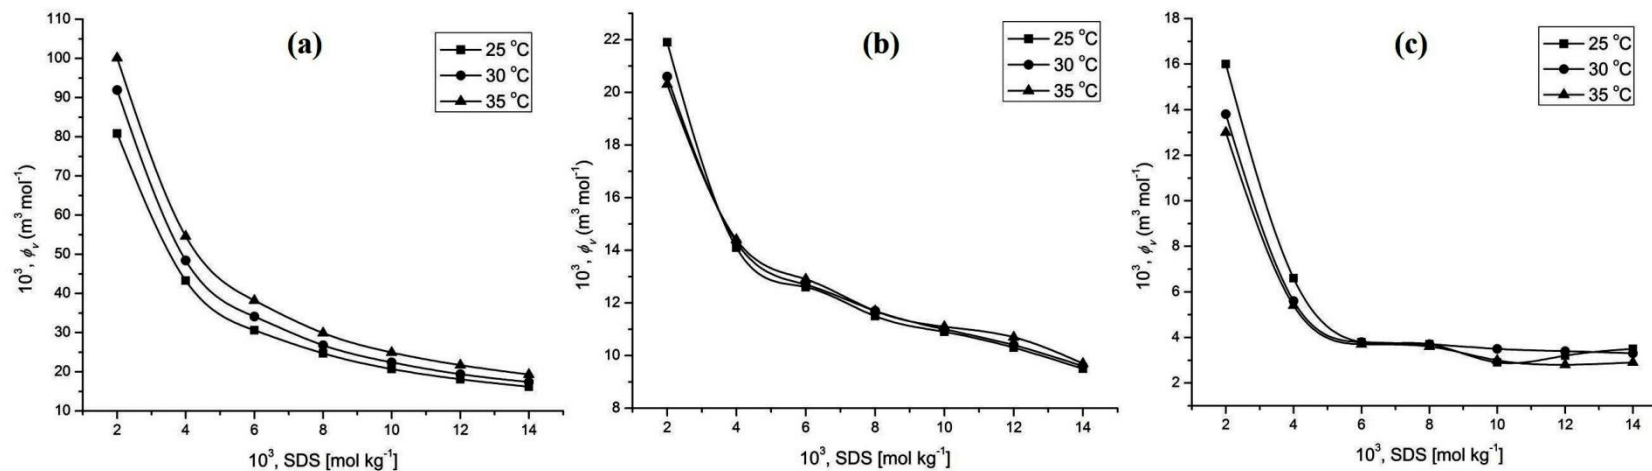 (a)
25 °C
30 °C
35 °C
110
100
90
80
70
60
50
40
30
20
10
10³, ϕᵥ (m³ mol⁻¹)
2 4 6 8 10 12 14
10³, SDS [mol kg⁻¹]
(b)
25 °C
30 °C
35 °C
22
20
18
16
14
12
10
8
10³, ϕᵥ (m³ mol⁻¹)
2 4 6 8 10 12 14
10³, SDS [mol kg⁻¹]
(c)
25 °C
30 °C
35 °C
18
16
14
12
10
8
6
4
2
10³, ϕᵥ (m³ mol⁻¹)
2 4 6 8 10 12 14
10³, SDS [mol kg⁻¹]